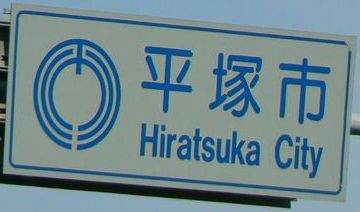 平塚市
Hiratsuka City